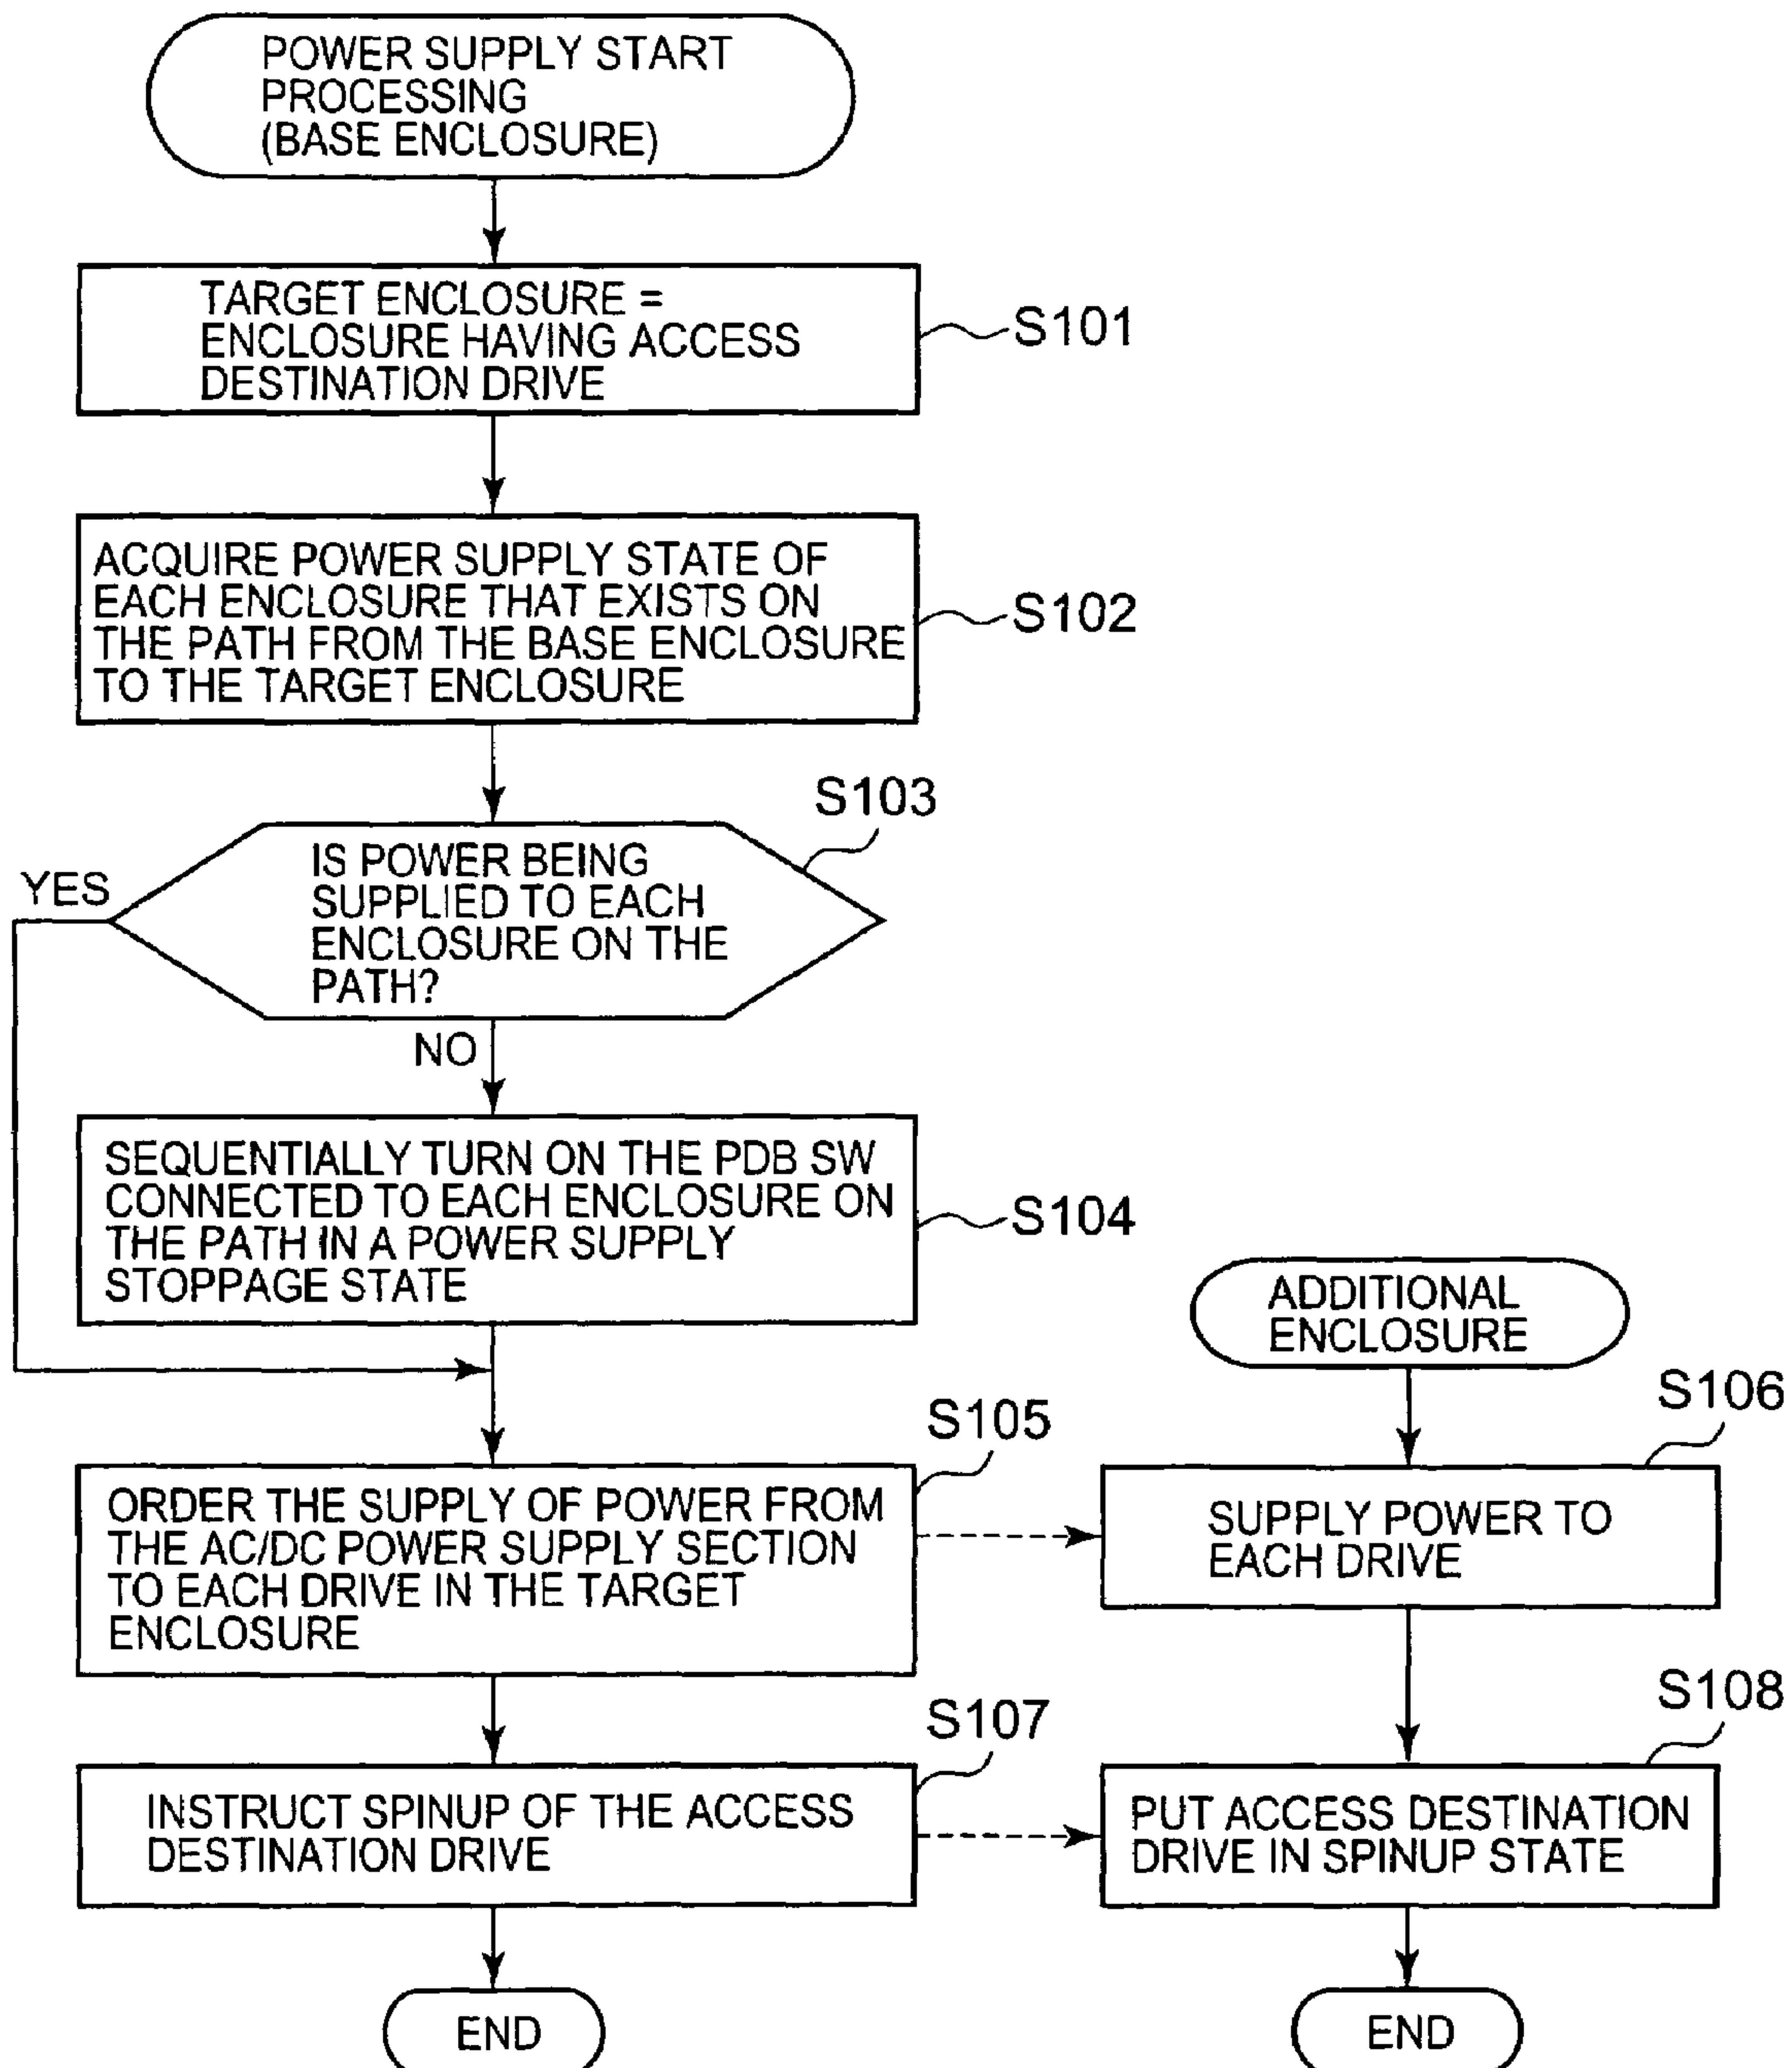 POWER SUPPLY START
PROCESSING
(BASE ENCLOSURE)
TARGET ENCLOSURE =
ENCLOSURE HAVING ACCESS
DESTINATION DRIVE
S101
ACQUIRE POWER SUPPLY STATE OF
EACH ENCLOSURE THAT EXISTS ON
THE PATH FROM THE BASE ENCLOSURE
TO THE TARGET ENCLOSURE
S102
S103
IS POWER BEING
SUPPLIED TO EACH
ENCLOSURE ON THE
PATH?
YES
NO
SEQUENTIALLY TURN ON THE PDB SW
CONNECTED TO EACH ENCLOSURE ON
THE PATH IN A POWER SUPPLY
STOPPAGE STATE
S104
ADDITIONAL
ENCLOSURE
S105
ORDER THE SUPPLY OF POWER FROM
THE AC/DC POWER SUPPLY SECTION
TO EACH DRIVE IN THE TARGET
ENCLOSURE
S106
SUPPLY POWER TO
EACH DRIVE
S107
INSTRUCT SPINUP OF THE ACCESS
DESTINATION DRIVE
S108
PUT ACCESS DESTINATION
DRIVE IN SPINUP STATE
END
END